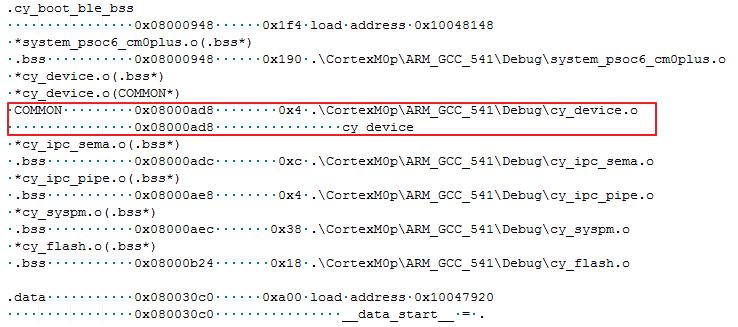 .cy_boot_ble_bss
················0x08000948······0x1f4·load·address·0x10048148
·*system_psoc6_cm0plus.o(.bss*)
·.bss···········0x08000948······0x190·.\CortexM0p\ARM_GCC_541\Debug\system_psoc6_cm0plus.o
·*cy_device.o(.bss*)
·*cy_device.o(COMMON*)
·COMMON·········0x08000ad8········0x4·.\CortexM0p\ARM_GCC_541\Debug\cy_device.o
················0x08000ad8················cy_device
·*cy_ipc_sema.o(.bss*)
·.bss···········0x08000adc········0xc·.\CortexM0p\ARM_GCC_541\Debug\cy_ipc_sema.o
·*cy_ipc_pipe.o(.bss*)
·.bss···········0x08000ae8········0x4·.\CortexM0p\ARM_GCC_541\Debug\cy_ipc_pipe.o
·*cy_syspm.o(.bss*)
·.bss···········0x08000aec·······0x38·.\CortexM0p\ARM_GCC_541\Debug\cy_syspm.o
·*cy_flash.o(.bss*)
·.bss···········0x08000b24·······0x18·.\CortexM0p\ARM_GCC_541\Debug\cy_flash.o
.data···········0x080030c0······0xa00·load·address·0x10047920
················0x080030c0················__data_start__·=·.